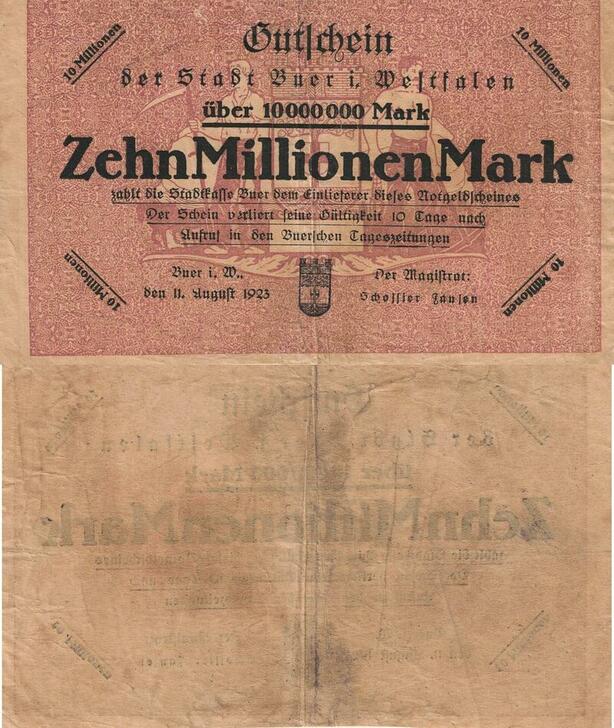 10 Millionen
10 Millionen
Gutschein
der Stadt Buer i. Westfalen
über 10000000 Mark
Zehn Millionen Mark
zahlt die Stadtkasse Buer dem Einlieferer dieses Notgeldscheines
Der Schein verliert seine Gültigkeit 10 Tage nach
Aufruf in den Buerschen Tageszeitungen
10 Millionen
10 Millionen
Buer i. W..
Der Magistrat:
den 11. August 1923